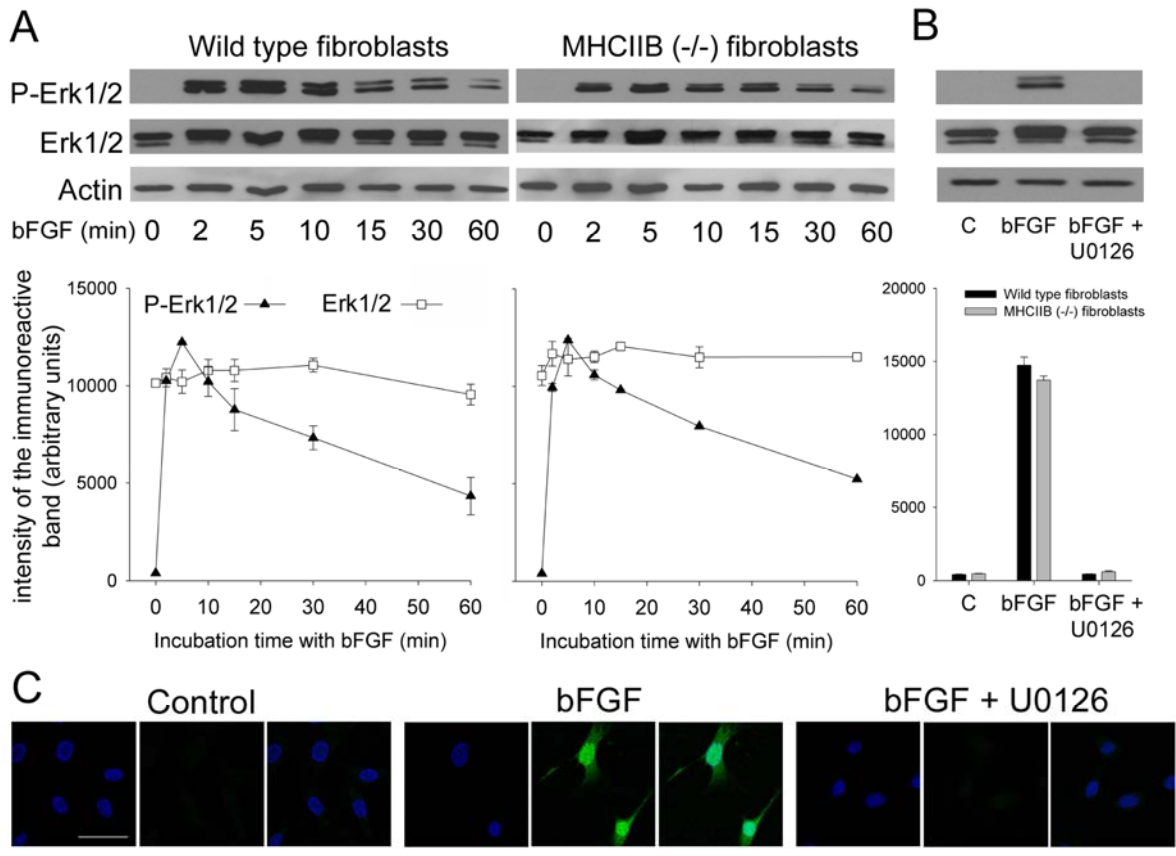 A
B
Wild type fibroblasts
MHCIIB (-/-) fibroblasts
P-Erk1/2
Erk1/2
Actin
bFGF (min) 0 2 5 10 15 30 60
0 2 5 10 15 30 60
C bFGF bFGF +
U0126
intensity of the immunoreactive
band (arbitrary units)
15000
10000
5000
0
P-Erk1/2
Erk1/2
0 10 20 30 40 50 60
Incubation time with bFGF (min)
0 10 20 30 40 50 60
Incubation time with bFGF (min)
20000
15000
10000
5000
0
Wild type fibroblasts
MHCIIB (-/-) fibroblasts
C bFGF bFGF +
U0126
C
Control
bFGF
bFGF + U0126